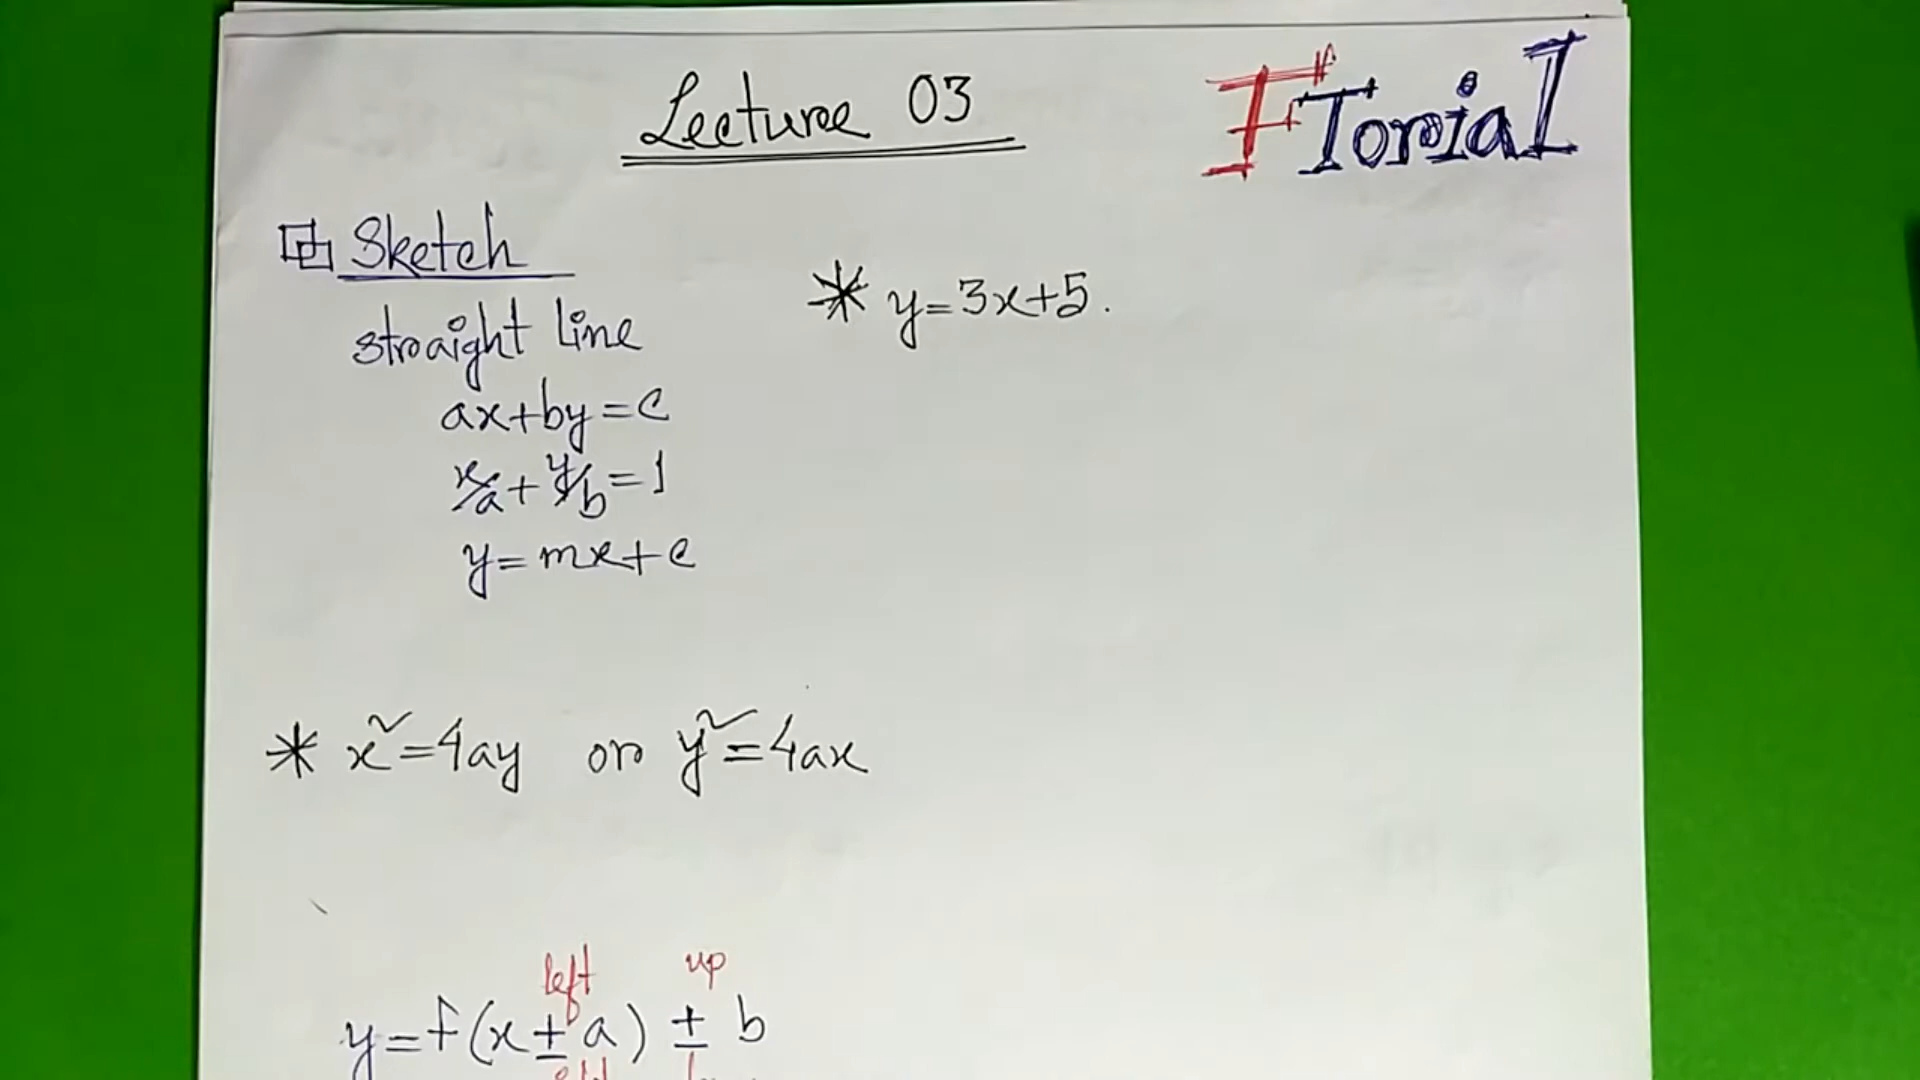 Lecture 03
FTorial
Sketch
straight line
ax+by=c
x/a + y/b = 1
y=mx+c
* y=3x+5.
* x²=4ay or y²=4ax
left up
y=f(x±a) ± b